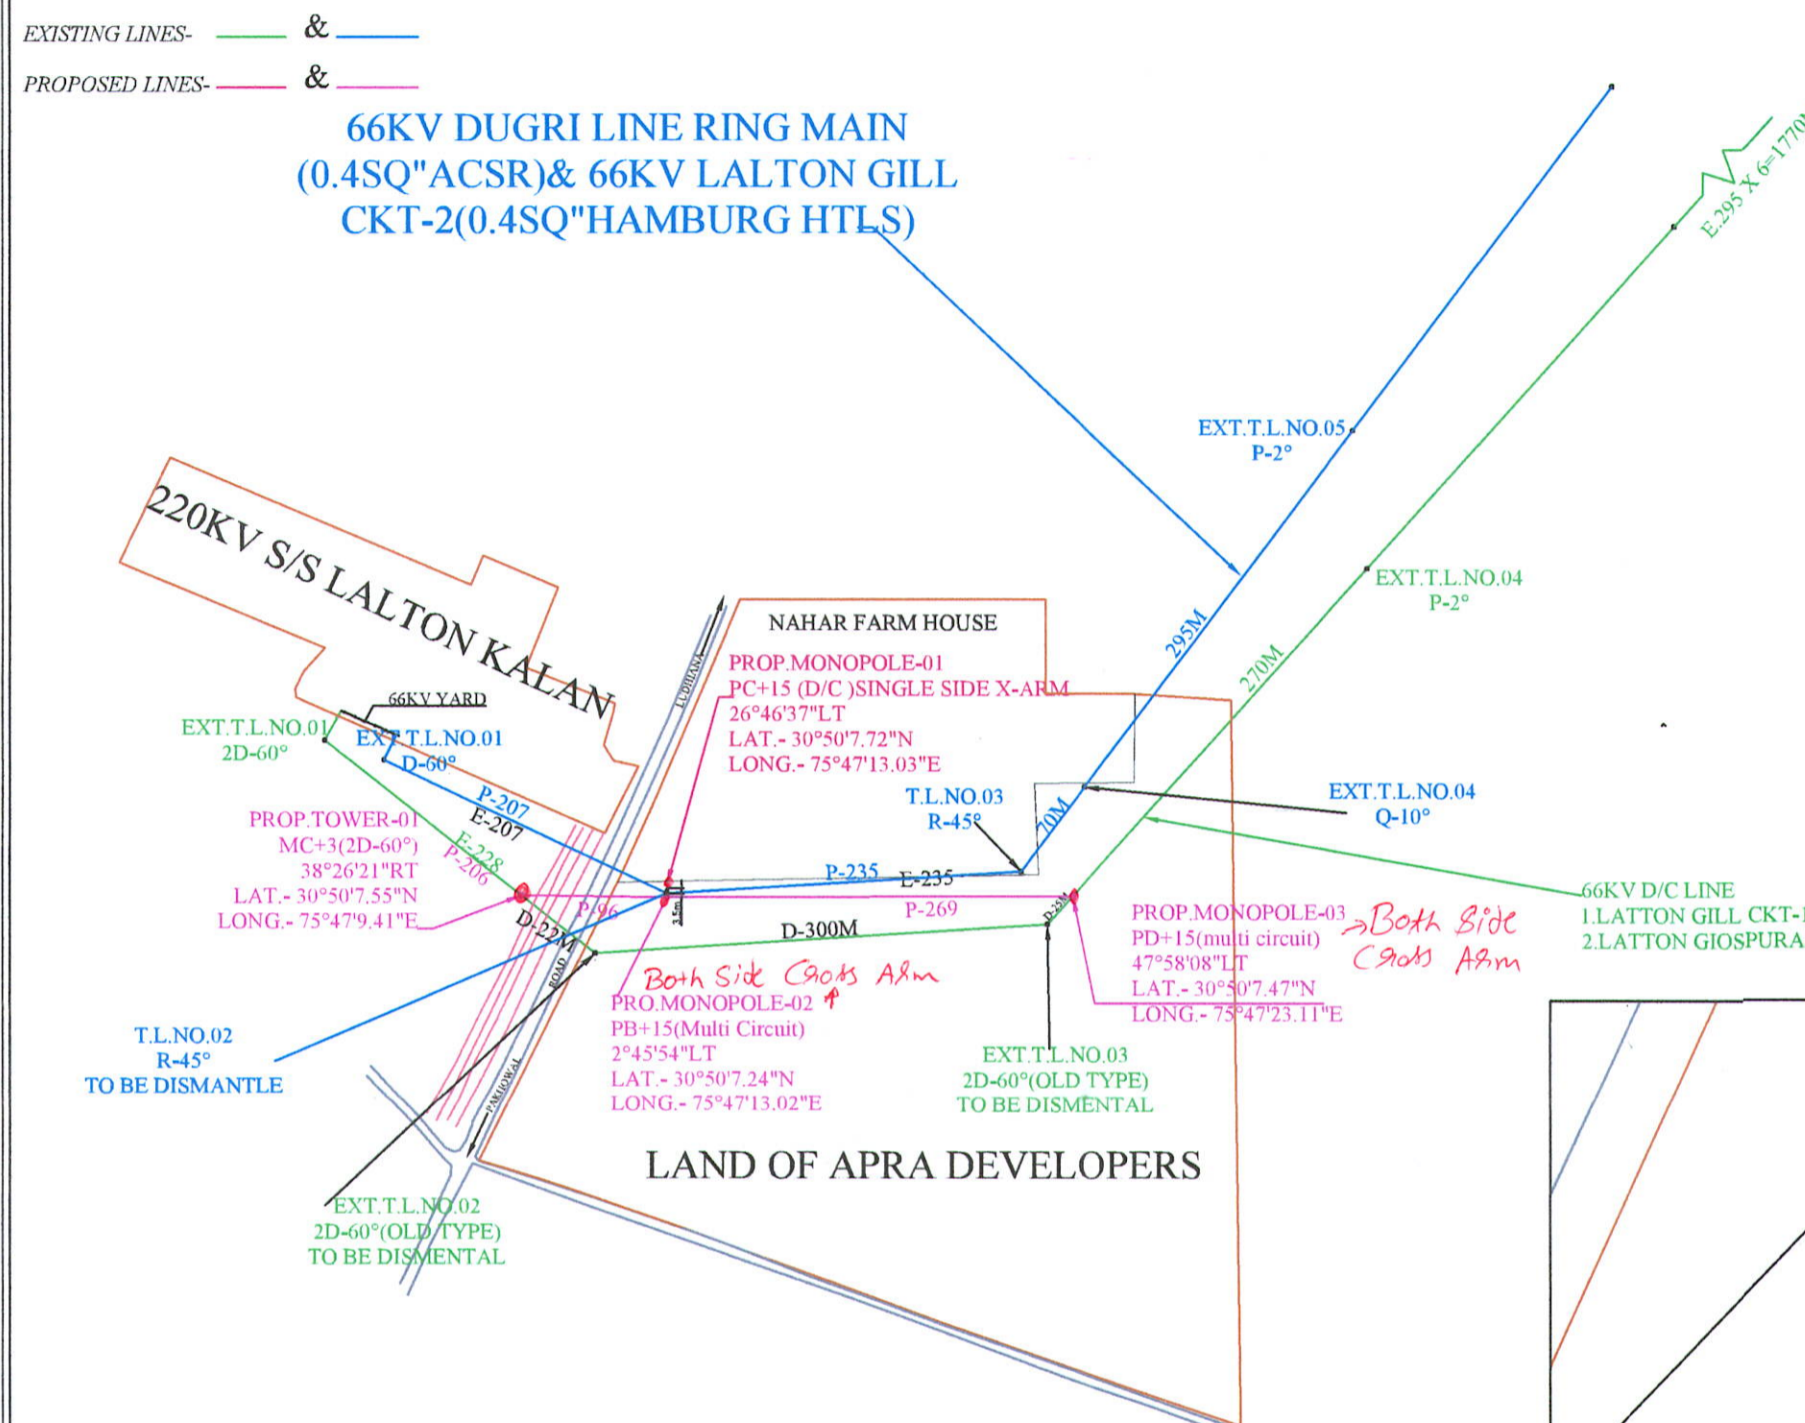 EXISTING LINES- &
PROPOSED LINES- &
66KV DUGRI LINE RING MAIN
(0.4SQ"ACSR)& 66KV LALTON GILL
CKT-2(0.4SQ"HAMBURG HTLS)
E.295 X 6=1770
EXT.T.L.NO.05
P-2°
EXT.T.L.NO.04
P-2°
295M
270M
220KV S/S LALTON KALAN
NAHAR FARM HOUSE
LUDHIANA
PROP.MONOPOLE-01
PC+15 (D/C )SINGLE SIDE X-ARM
26°46'37"LT
LAT.- 30°50'7.72"N
LONG.- 75°47'13.03"E
66KV YARD
EXT.T.L.NO.01
2D-60°
EXT.T.L.NO.01
D-60°
P-207
E-207
T.L.NO.03
R-45°
70M
EXT.T.L.NO.04
Q-10°
PROP.TOWER-01
MC+3(2D-60°)
38°26'21"RT
LAT.- 30°50'7.55"N
LONG.- 75°47'9.41"E
E-228
P-206
P-235
E-235
66KV D/C LINE
1.LATTON GILL CKT-1
2.LATTON GIOSPURA
P-96
3.5m
P-269
D-25M
D-22M
D-300M
PROP.MONOPOLE-03
PD+15(multi circuit)
47°58'08"LT
LAT.- 30°50'7.47"N
LONG.- 75°47'23.11"E
Both Side
Cross Arm
ROAD
Both Side Cross Arm
PRO.MONOPOLE-02
PB+15(Multi Circuit)
2°45'54"LT
LAT.- 30°50'7.24"N
LONG.- 75°47'13.02"E
T.L.NO.02
R-45°
TO BE DISMANTLE
PAKHOWAL
EXT.T.L.NO.03
2D-60°(OLD TYPE)
TO BE DISMENTAL
LAND OF APRA DEVELOPERS
EXT.T.L.NO.02
2D-60°(OLD TYPE)
TO BE DISMENTAL